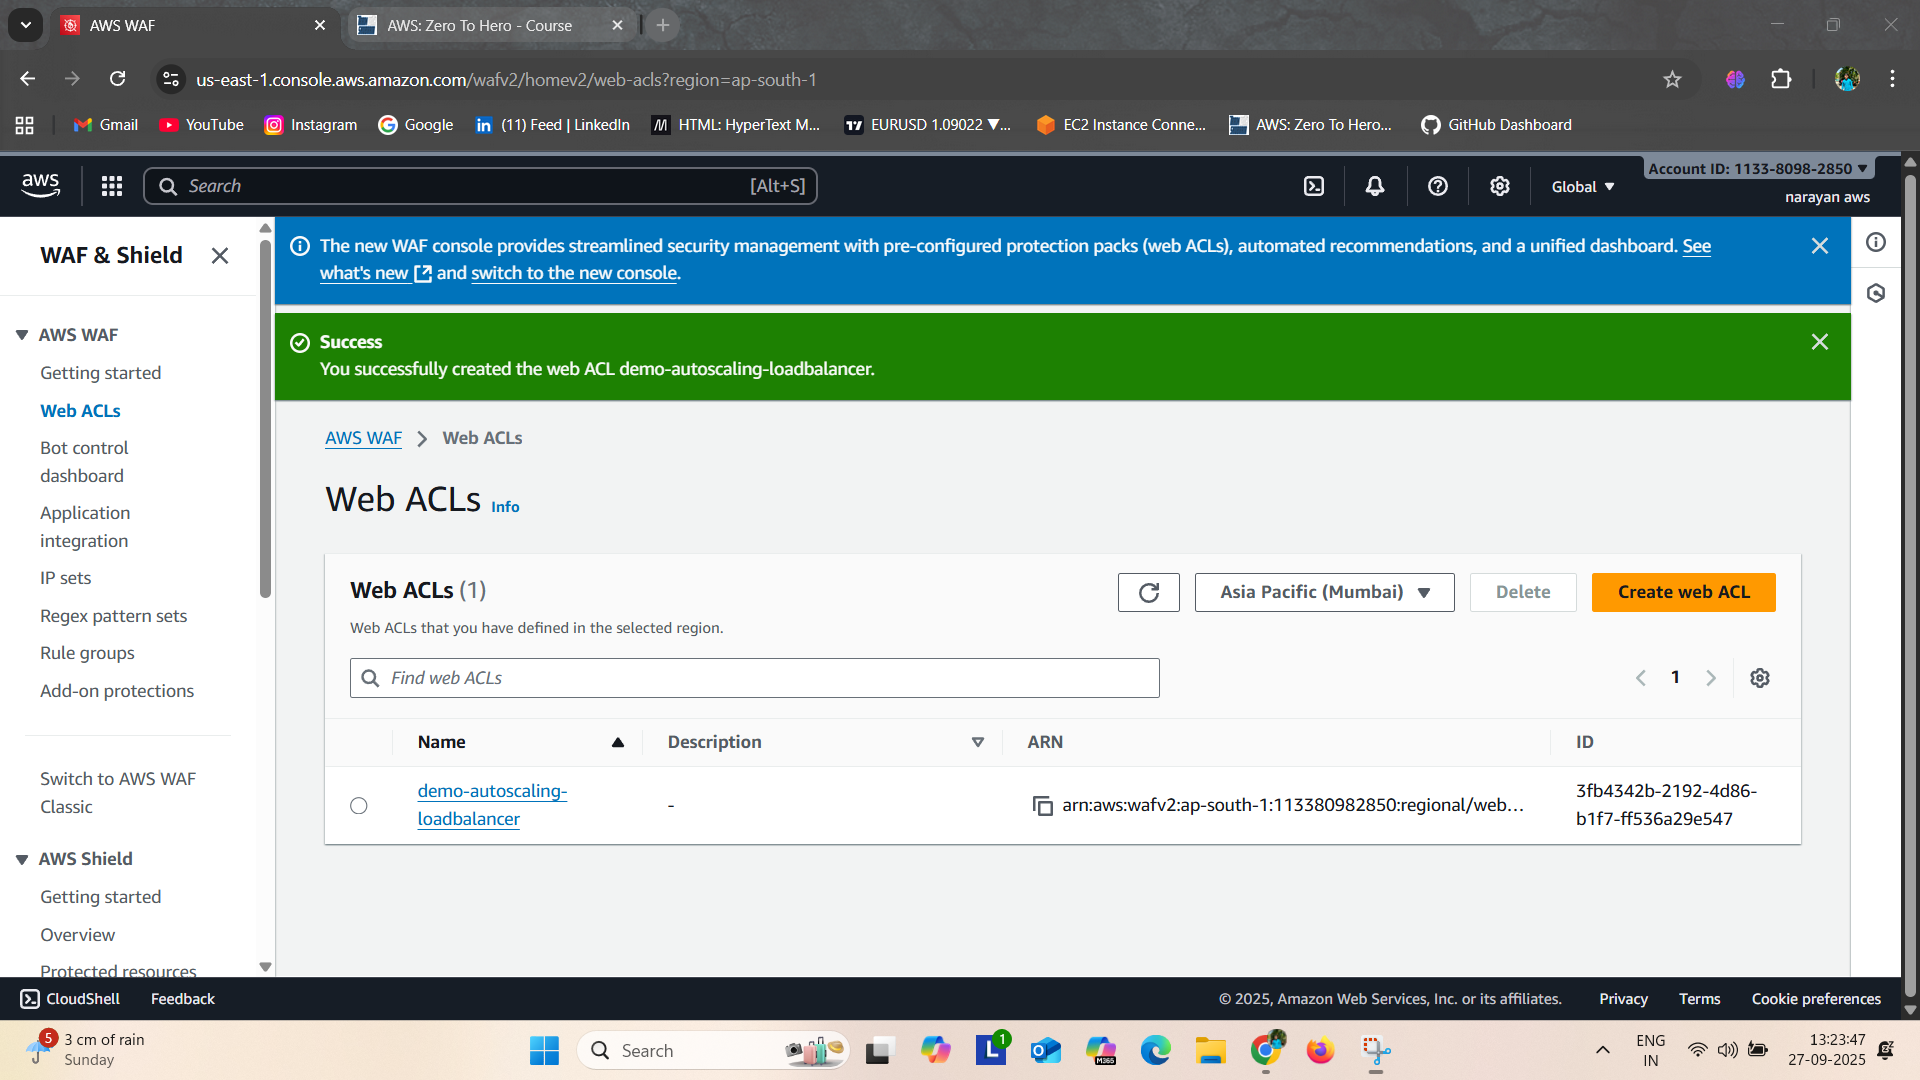 AWS WAF
AWS: Zero To Hero - Course
us-east-1.console.aws.amazon.com/wafv2/homev2/web-acls?region=ap-south-1
Gmail
YouTube
Instagram
Google
(11) Feed | LinkedIn
HTML: HyperText M...
EURUSD 1.09022 ▼...
EC2 Instance Conne...
AWS: Zero To Hero...
GitHub Dashboard
aws
Search
[Alt+S]
Global ▼
Account ID: 1133-8098-2850 ▼
narayan aws
WAF & Shield
AWS WAF
Getting started
Web ACLs
Bot control
dashboard
Application
integration
IP sets
Regex pattern sets
Rule groups
Add-on protections
Switch to AWS WAF
Classic
AWS Shield
Getting started
Overview
Protected resources
The new WAF console provides streamlined security management with pre-configured protection packs (web ACLs), automated recommendations, and a unified dashboard. See
what's new and switch to the new console.
Success
You successfully created the web ACL demo-autoscaling-loadbalancer.
AWS WAF > Web ACLs
Web ACLs Info
Web ACLs (1)
Asia Pacific (Mumbai) ▼
Delete
Create web ACL
Web ACLs that you have defined in the selected region.
Find web ACLs
1
Name
Description
ARN
ID
demo-autoscaling-
loadbalancer
-
arn:aws:wafv2:ap-south-1:113380982850:regional/web...
3fb4342b-2192-4d86-
b1f7-ff536a29e547
CloudShell
Feedback
© 2025, Amazon Web Services, Inc. or its affiliates.
Privacy
Terms
Cookie preferences
5
3 cm of rain
Sunday
Search
L
1
M365
ENG
IN
13:23:47
27-09-2025